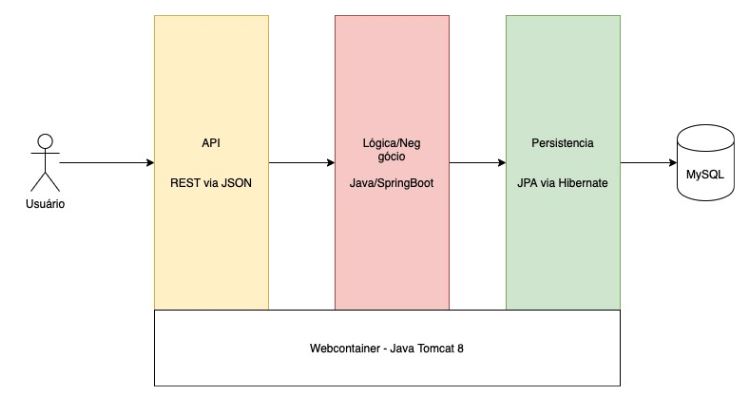 API
REST via JSON
Lógica/Neg
gócio
Java/SpringBoot
Persistencia
JPA via Hibernate
MySQL
Usuário
Webcontainer - Java Tomcat 8